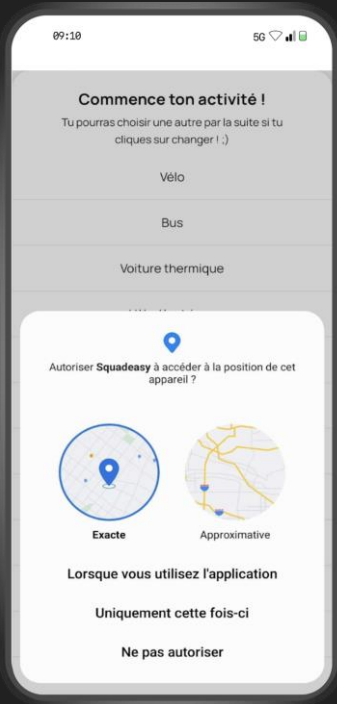 09:10
5G
Commence ton activité !
Tu pourras choisir une autre par la suite si tu
cliques sur changer ! ;)
Vélo
Bus
Voiture thermique
Autoriser Squadeasy à accéder à la position de cet
appareil ?
Exacte
Approximative
Lorsque vous utilisez l'application
Uniquement cette fois-ci
Ne pas autoriser